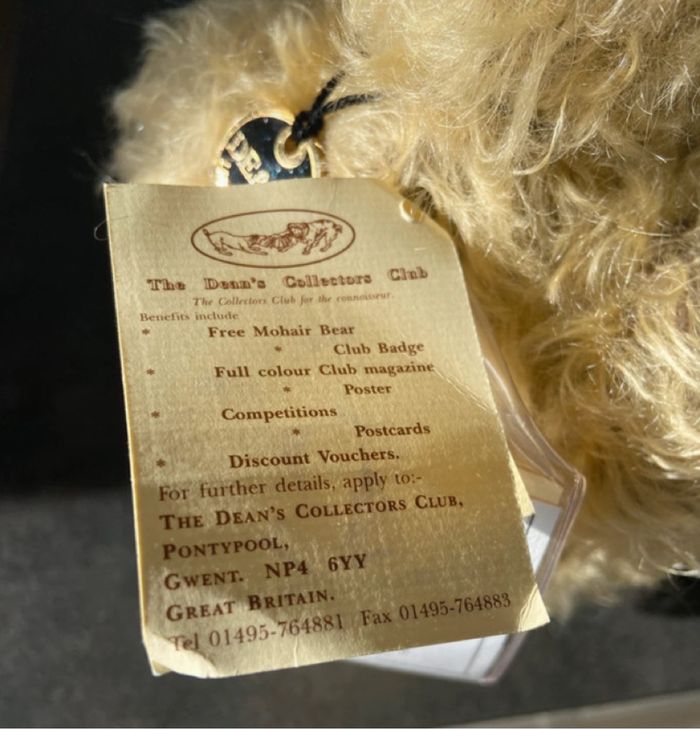 DEA
The Dean's Collectors Club
The Collectors Club for the connoisseur.
Benefits include
* Free Mohair Bear
* Club Badge
* Full colour Club magazine
* Poster
* Competitions
* Postcards
* Discount Vouchers.
For further details, apply to:-
THE DEAN'S COLLECTORS CLUB,
PONTYPOOL,
GWENT. NP4 6YY
GREAT BRITAIN.
Tel 01495-764881 Fax 01495-764883